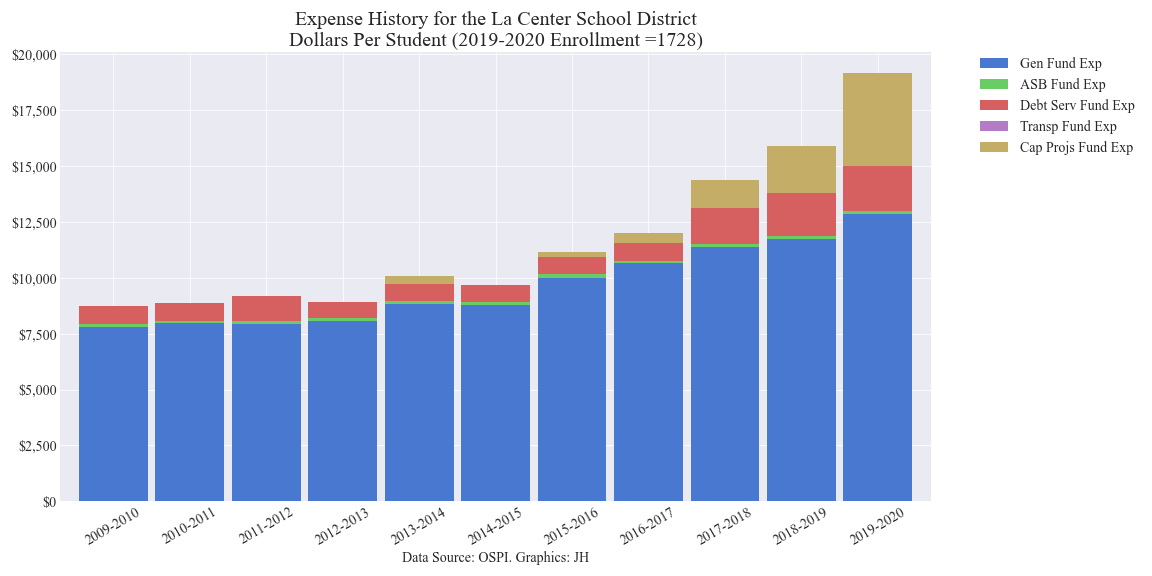 Expense History for the La Center School District
Dollars Per Student (2019-2020 Enrollment =1728)
$20,000
$17,500
$15,000
$12,500
$10,000
$7,500
$5,000
$2,500
$0
Gen Fund Exp
ASB Fund Exp
Debt Serv Fund Exp
Transp Fund Exp
Cap Projs Fund Exp
2009-2010
2010-2011
2011-2012
2012-2013
2013-2014
2014-2015
2015-2016
2016-2017
2017-2018
2018-2019
2019-2020
Data Source: OSPI. Graphics: JH